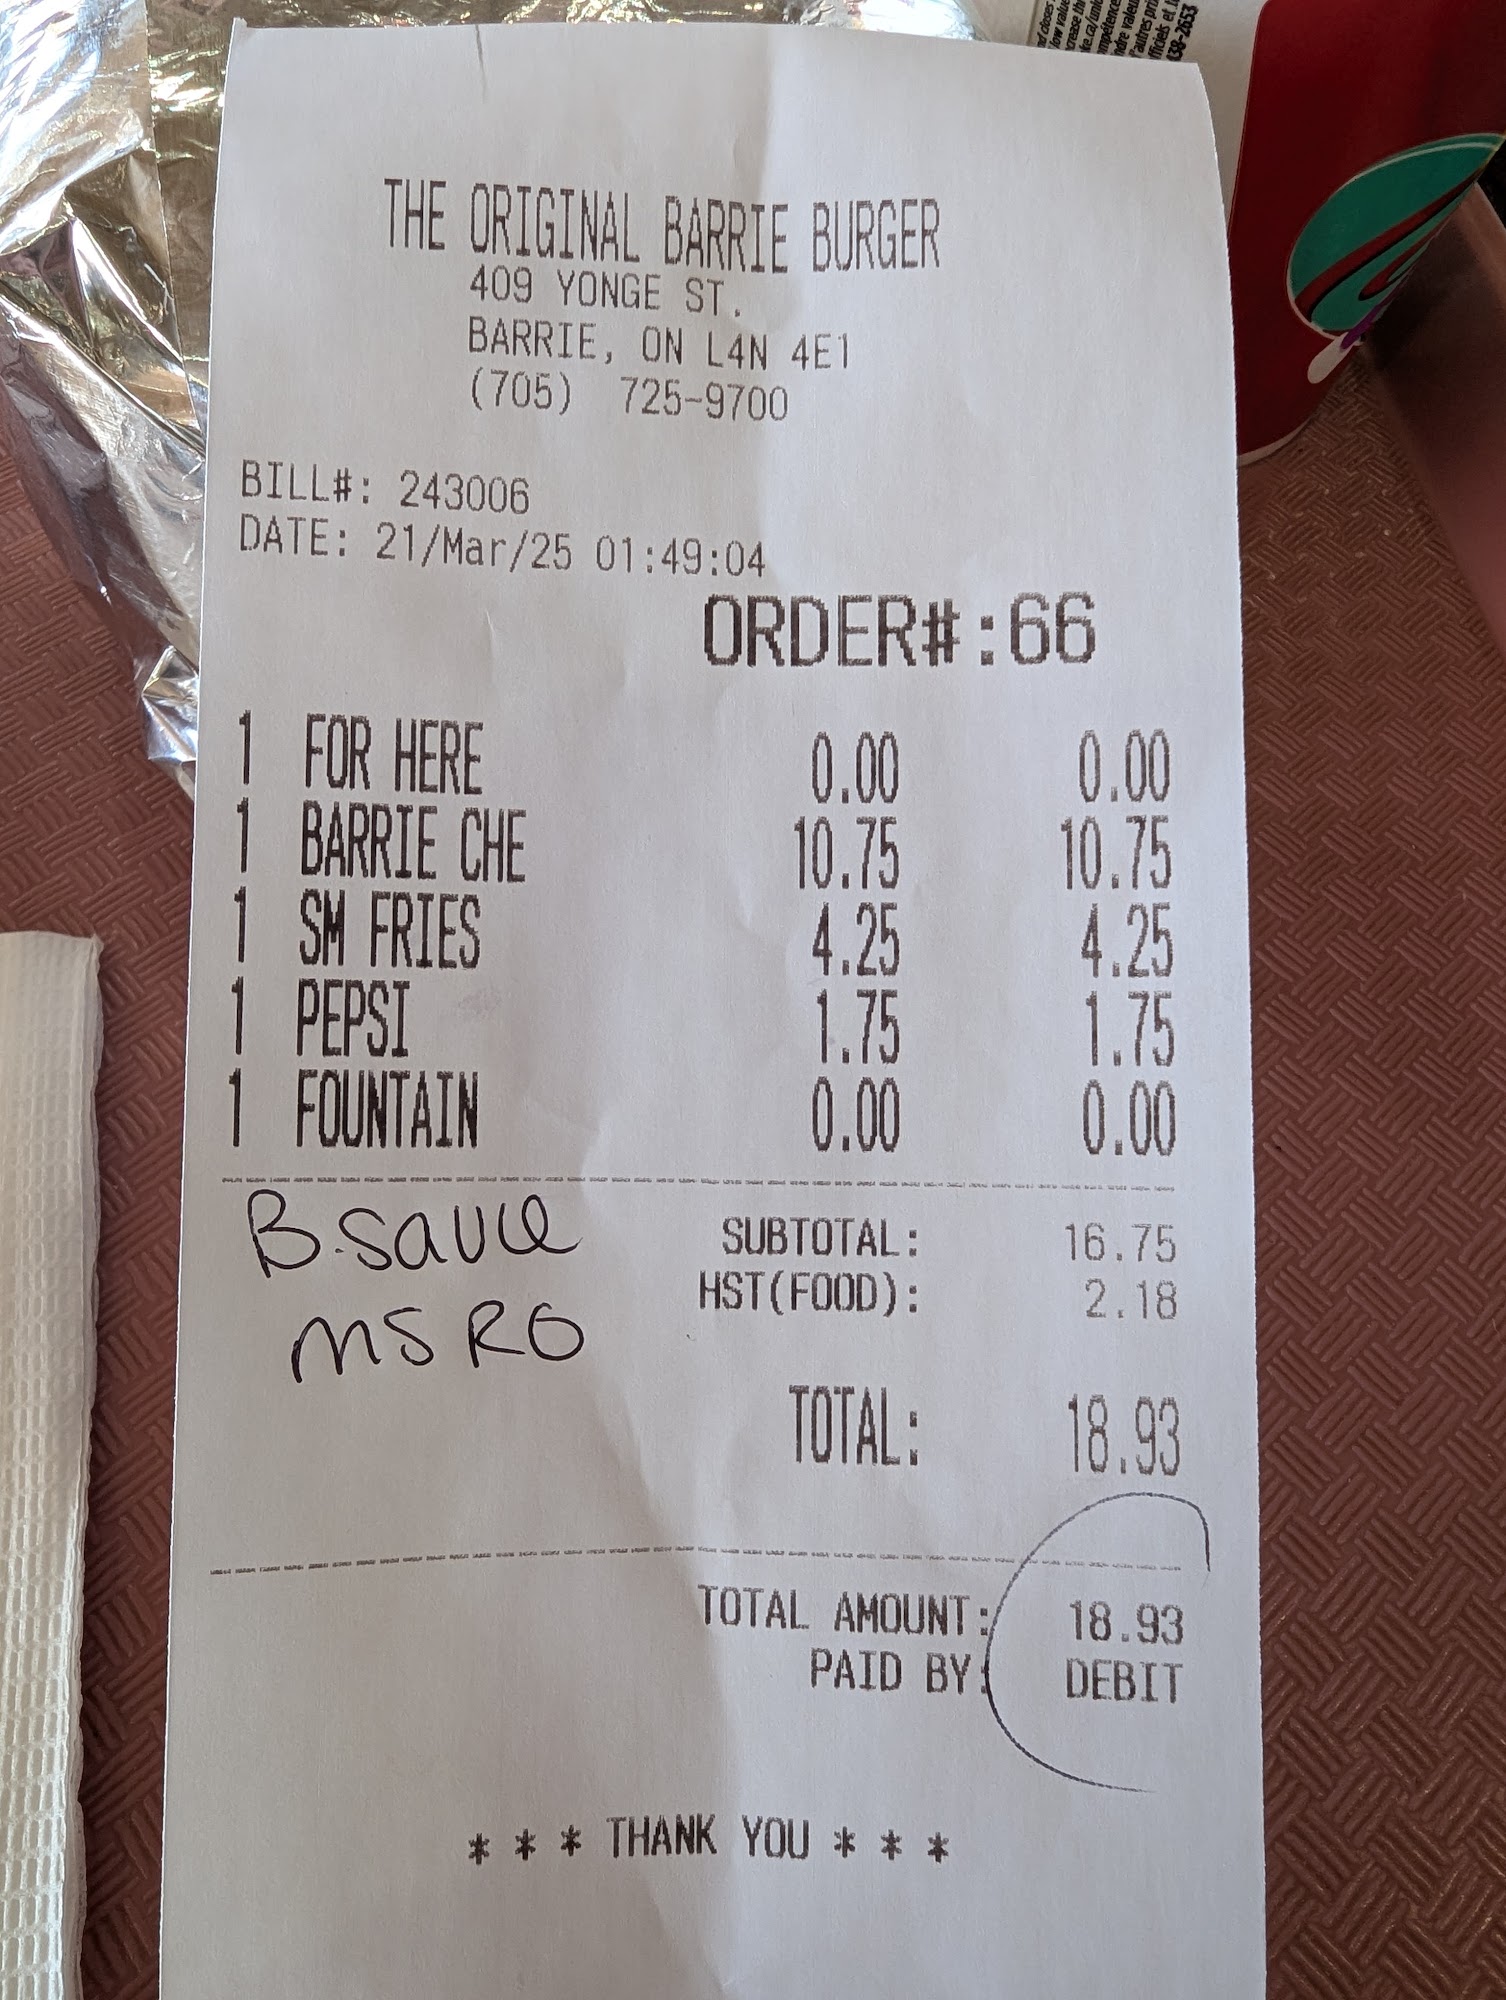 THE ORIGINAL BARRIE BURGER
409 YONGE ST.
BARRIE, ON L4N 4E1
(705) 725-9700
BILL#: 243006
DATE: 21/Mar/25 01:49:04
ORDER#:66
1 FOR HERE 0.00 0.00
1 BARRIE CHE 10.75 10.75
1 SM FRIES 4.25 4.25
1 PEPSI 1.75 1.75
1 FOUNTAIN 0.00 0.00
B.sauce
SUBTOTAL: 16.75
HST(FOOD): 2.18
MSRO
TOTAL: 18.93
TOTAL AMOUNT: 18.93
PAID BY: DEBIT
* * * THANK YOU * * *